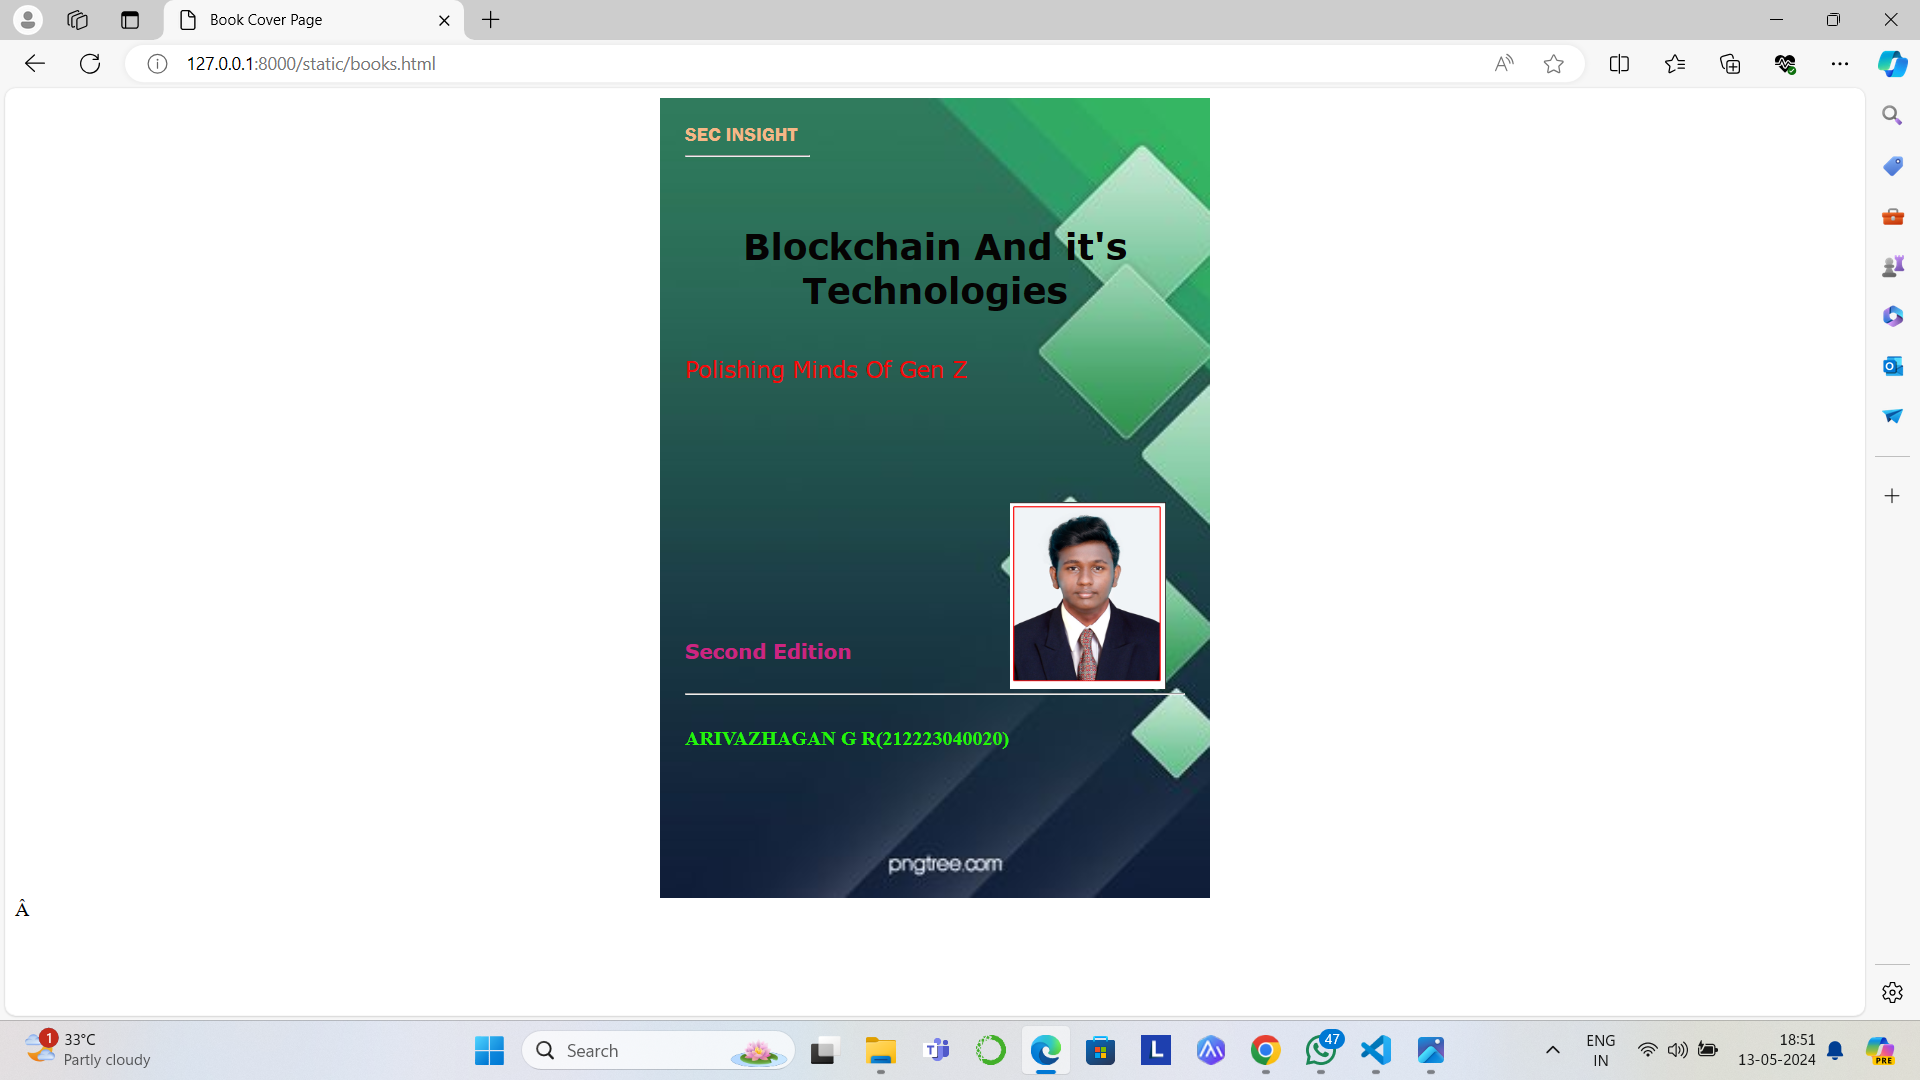 Book Cover Page
127.0.0.1:8000/static/books.html
SEC INSIGHT
Blockchain And it's
Technologies
Polishing Minds Of Gen Z
Second Edition
ARIVAZHAGAN G R(212223040020)
pngtree.com
Â
1
33°C
Partly cloudy
Search
T
L
47
PRE
ENG
IN
18:51
13-05-2024